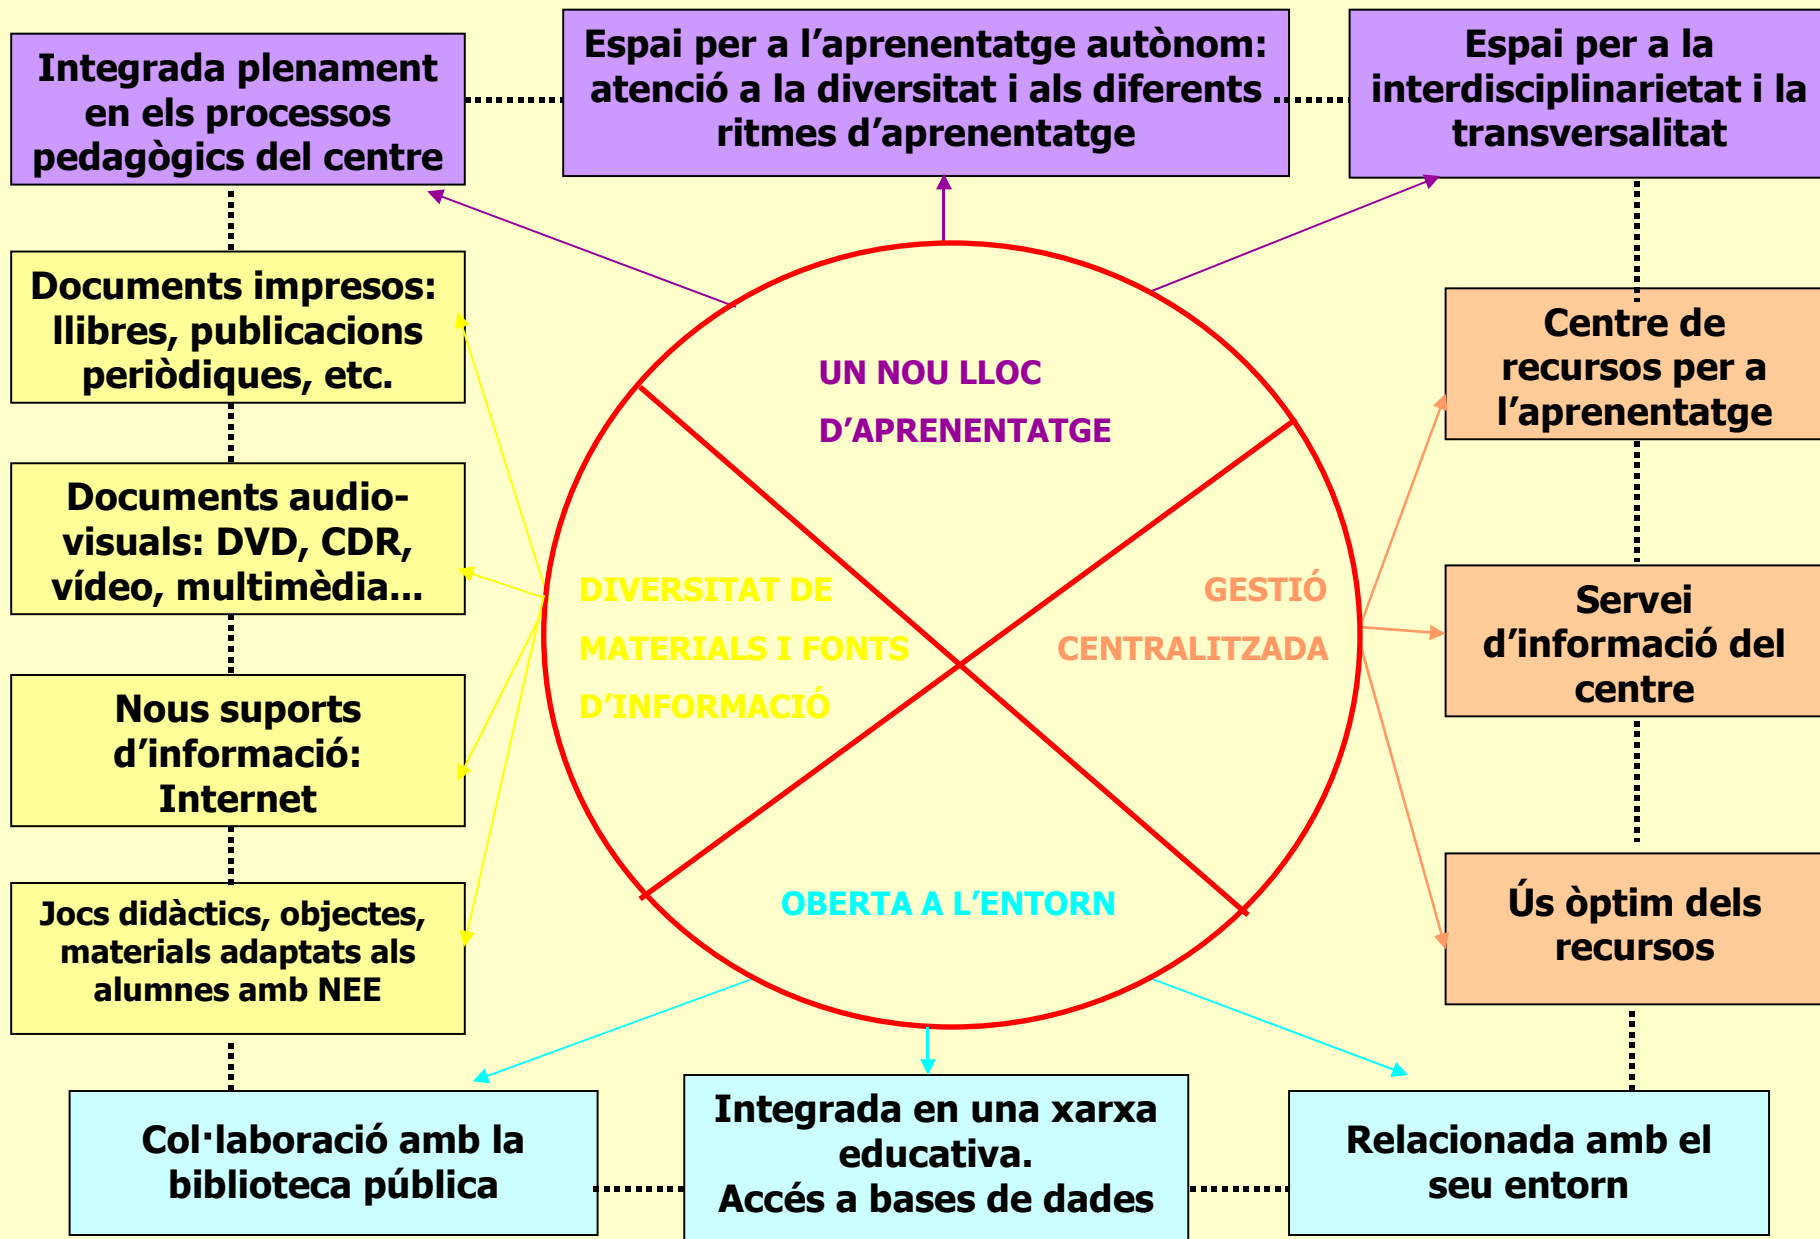 Integrada plenament
en els processos
pedagògics del centre
Espai per a l’aprenentatge autònom:
atenció a la diversitat i als diferents
ritmes d’aprenentatge
Espai per a la
interdisciplinarietat i la
transversalitat
Documents impresos:
llibres, publicacions
periòdiques, etc.
Documents audio-
visuals: DVD, CDR,
vídeo, multimèdia...
Nous suports
d’informació:
Internet
Jocs didàctics, objectes,
materials adaptats als
alumnes amb NEE
UN NOU LLOC
D’APRENENTATGE
DIVERSITAT DE
MATERIALS I FONTS
D’INFORMACIÓ
GESTIÓ
CENTRALITZADA
OBERTA A L’ENTORN
Centre de
recursos per a
l’aprenentatge
Servei
d’informació del
centre
Ús òptim dels
recursos
Col·laboració amb la
biblioteca pública
Integrada en una xarxa
educativa.
Accés a bases de dades
Relacionada amb el
seu entorn